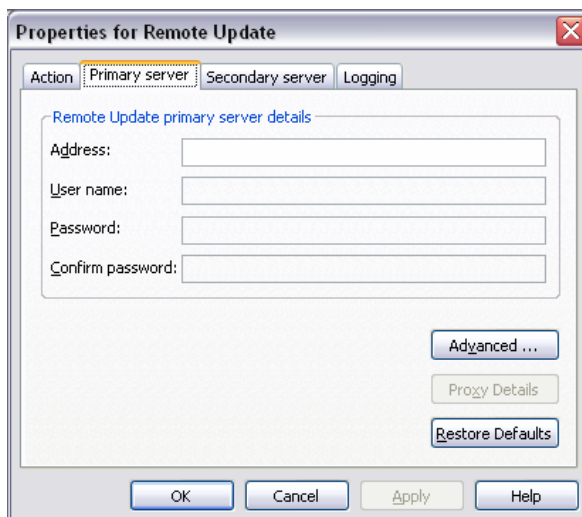 Properties for Remote Update
Action Primary server Secondary server Logging
Remote Update primary server details
Address:
User name:
Password:
Confirm password:
Advanced ...
Proxy Details
Restore Defaults
OK Cancel Apply Help